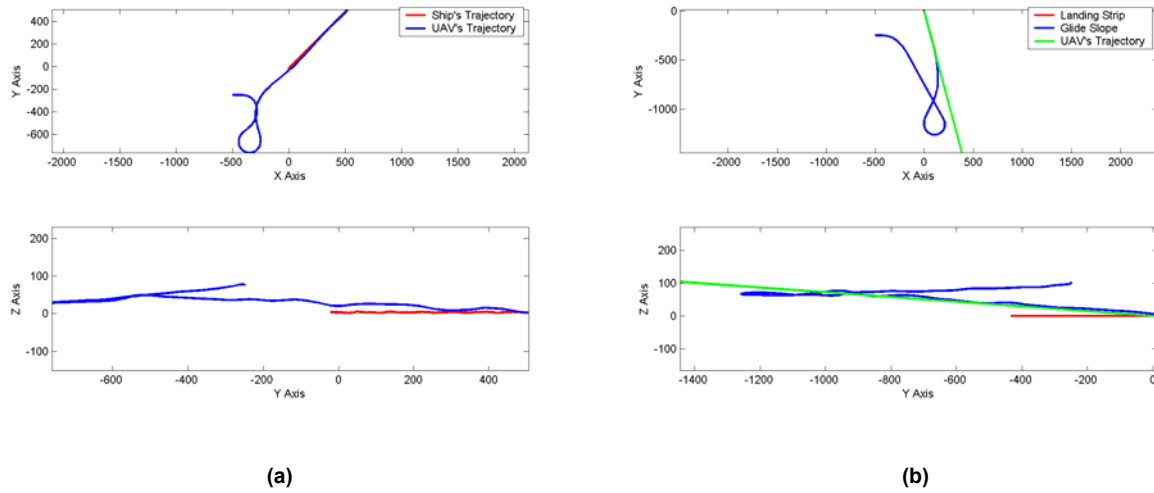 Ship's Trajectory
UAV's Trajectory
500
400
200
0
-200
-400
-600
Y Axis
-2000 -1500 -1000 -500 0 500 1000 1500 2000
X Axis
200
100
0
-100
Z Axis
-600 -400 -200 0 200 400
Y Axis
(a)
Landing Strip
Glide Slope
UAV's Trajectory
0
-500
-1000
Y Axis
-2000 -1500 -1000 -500 0 500 1000 1500 2000
X Axis
200
100
0
-100
Z Axis
-1400 -1200 -1000 -800 -600 -400 -200 0
Y Axis
(b)